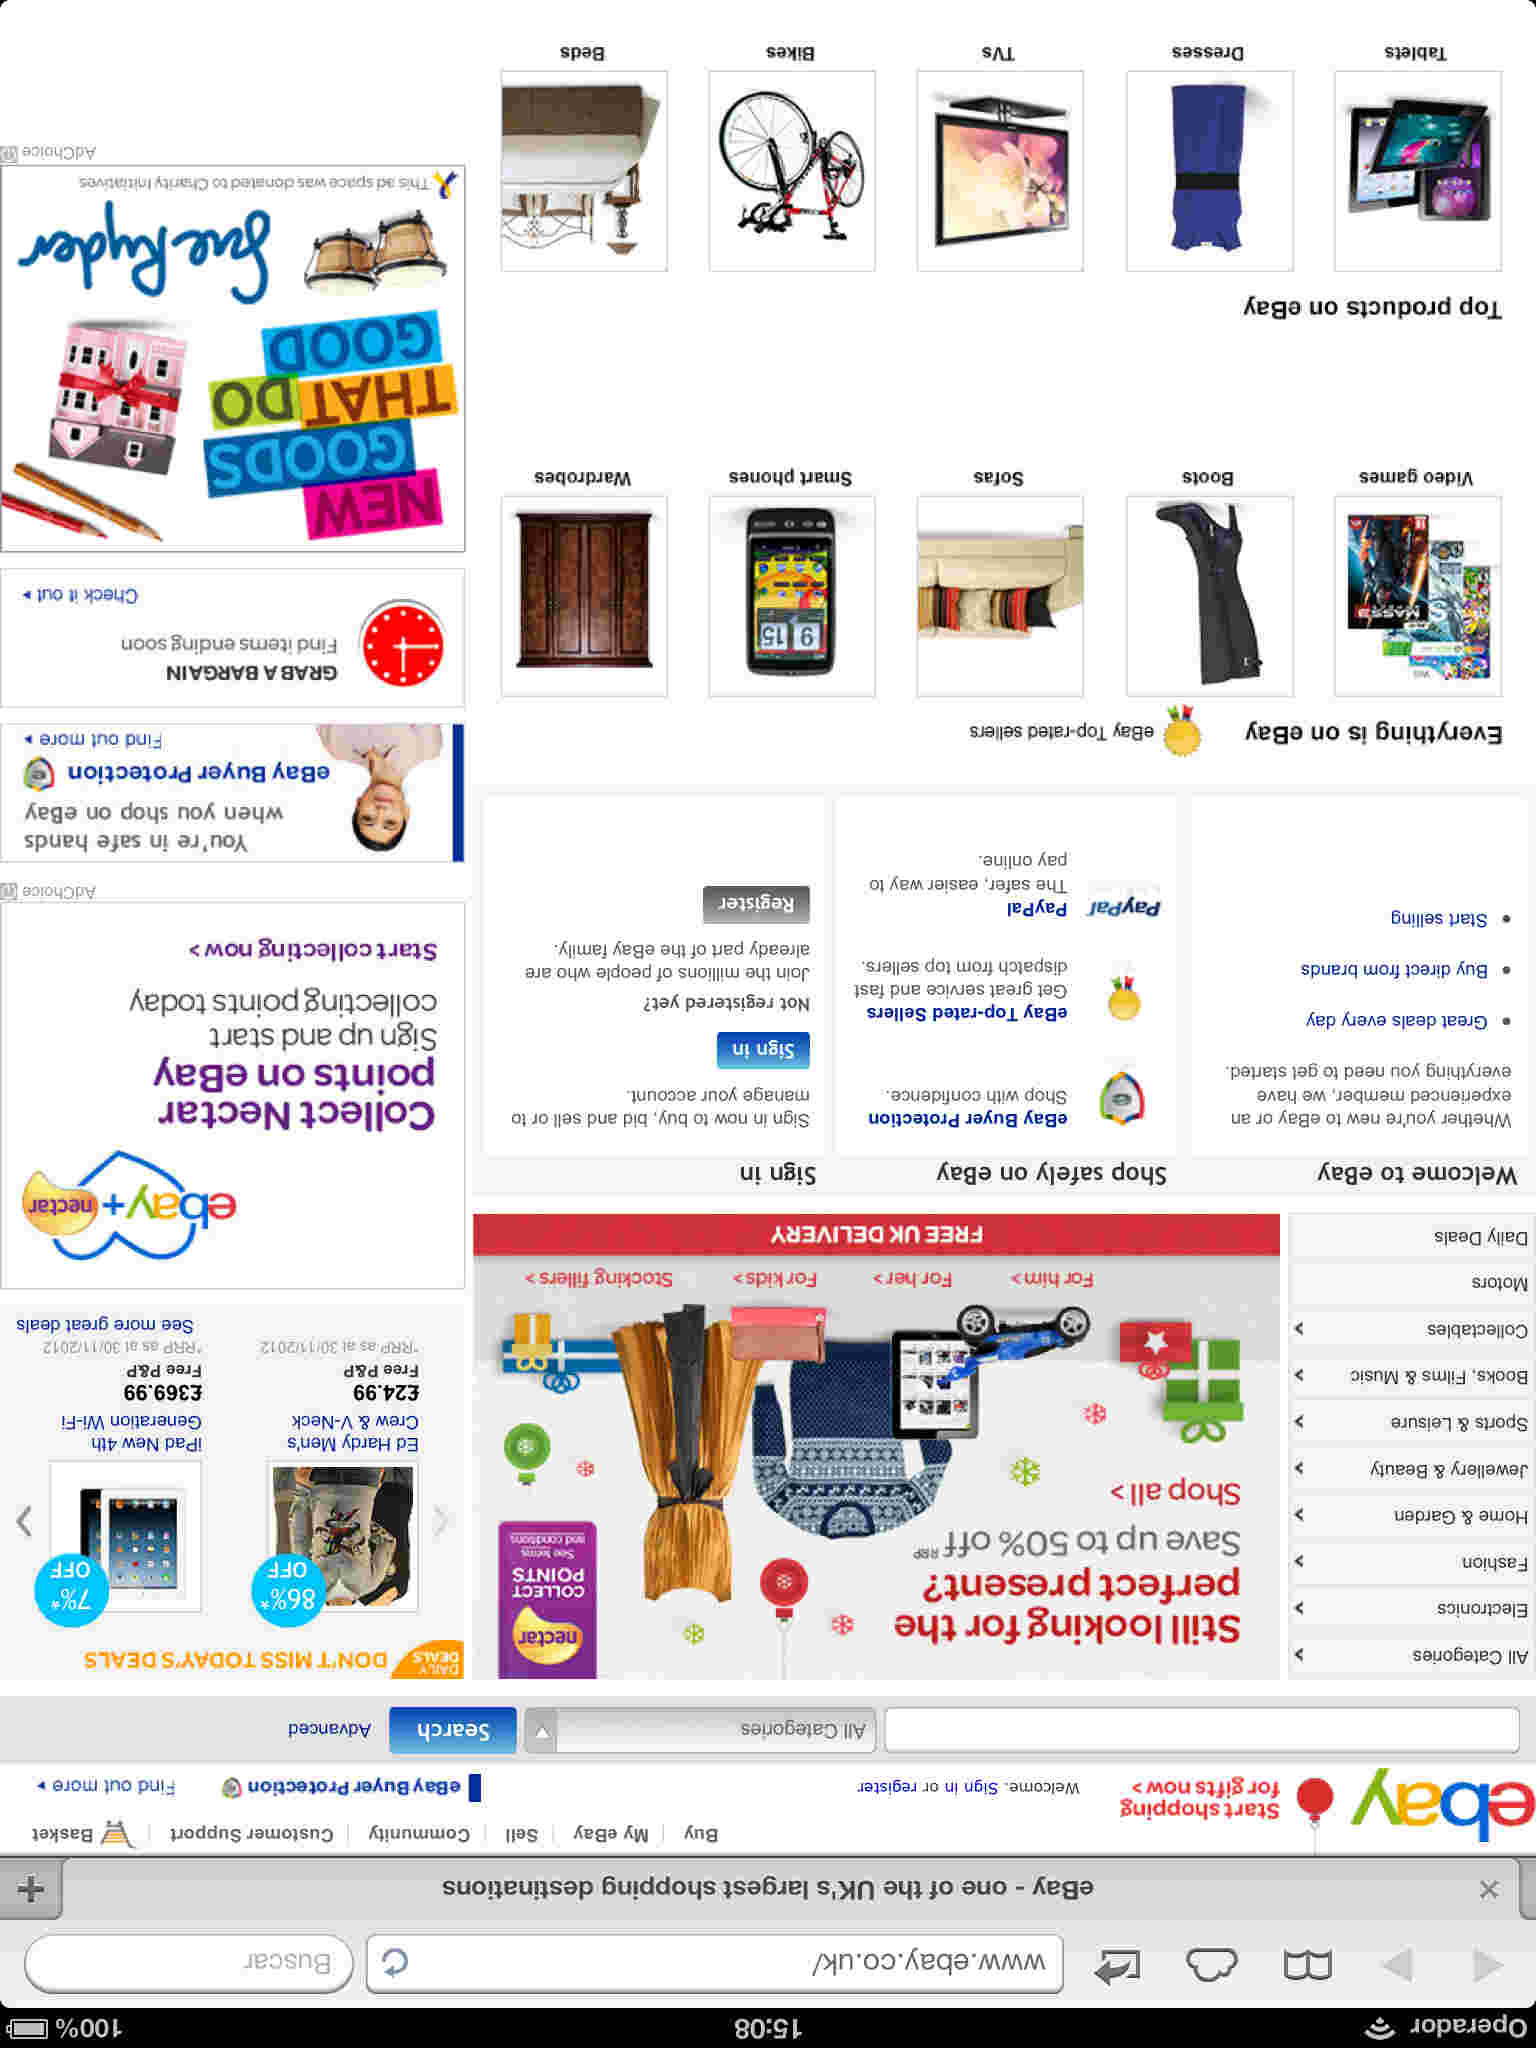 Operador
15:08
100%
www.ebay.co.uk/
Buscar
eBay - one of the UK's largest shopping destinations
ebay
Start shopping
for gifts now >
Welcome. Sign in or register
Buy
My eBay
Sell
Community
Customer Support
Basket
eBay Buyer Protection
Find out more
All Categories
Search
Advanced
All Categories
Electronics
Fashion
Home & Garden
Jewellery & Beauty
Sports & Leisure
Books, Films & Music
Collectables
Motors
Daily Deals
Still looking for the
perfect present?
Save up to 50% off RRP
Shop all >
nectar
COLLECT
POINTS
See terms
and conditions
For him >
For her >
For kids >
Stocking fillers >
FREE UK DELIVERY
DAILY
DEALS
DON'T MISS TODAY'S DEALS
86%*
OFF
Ed Hardy Men's
Crew & V-Neck
£24.99
Free P&P
*RRP as at 30/11/2012
7%*
OFF
iPad New 4th
Generation Wi-Fi
£369.99
Free P&P
*RRP as at 30/11/2012
See more great deals
Welcome to eBay
Whether you're new to eBay or an
experienced member, we have
everything you need to get started.
• Great deals every day
• Buy direct from brands
• Start selling
Shop safely on eBay
eBay Buyer Protection
Shop with confidence.
eBay Top-rated Sellers
Get great service and fast
dispatch from top sellers.
PayPal
PayPal
The safer, easier way to
pay online.
Sign in
Sign in now to buy, bid and sell or to
manage your account.
Sign in
Not registered yet?
Join the millions of people who are
already part of the eBay family.
Register
ebay+nectar
Collect Nectar
points on eBay
Sign up and start
collecting points today
Start collecting now >
AdChoice
You're in safe hands
when you shop on eBay
eBay Buyer Protection
Find out more
GRAB A BARGAIN
Find items ending soon
Check it out
NEW
GOODS
THAT DO
GOOD
Sue Ryder
This ad space was donated to Charity Initiatives
AdChoice
Everything is on eBay
eBay Top-rated sellers
Wii
MASS
9 15
Video games
Boots
Sofas
Smart phones
Wardrobes
Top products on eBay
Tablets
Dresses
TVs
Bikes
Beds